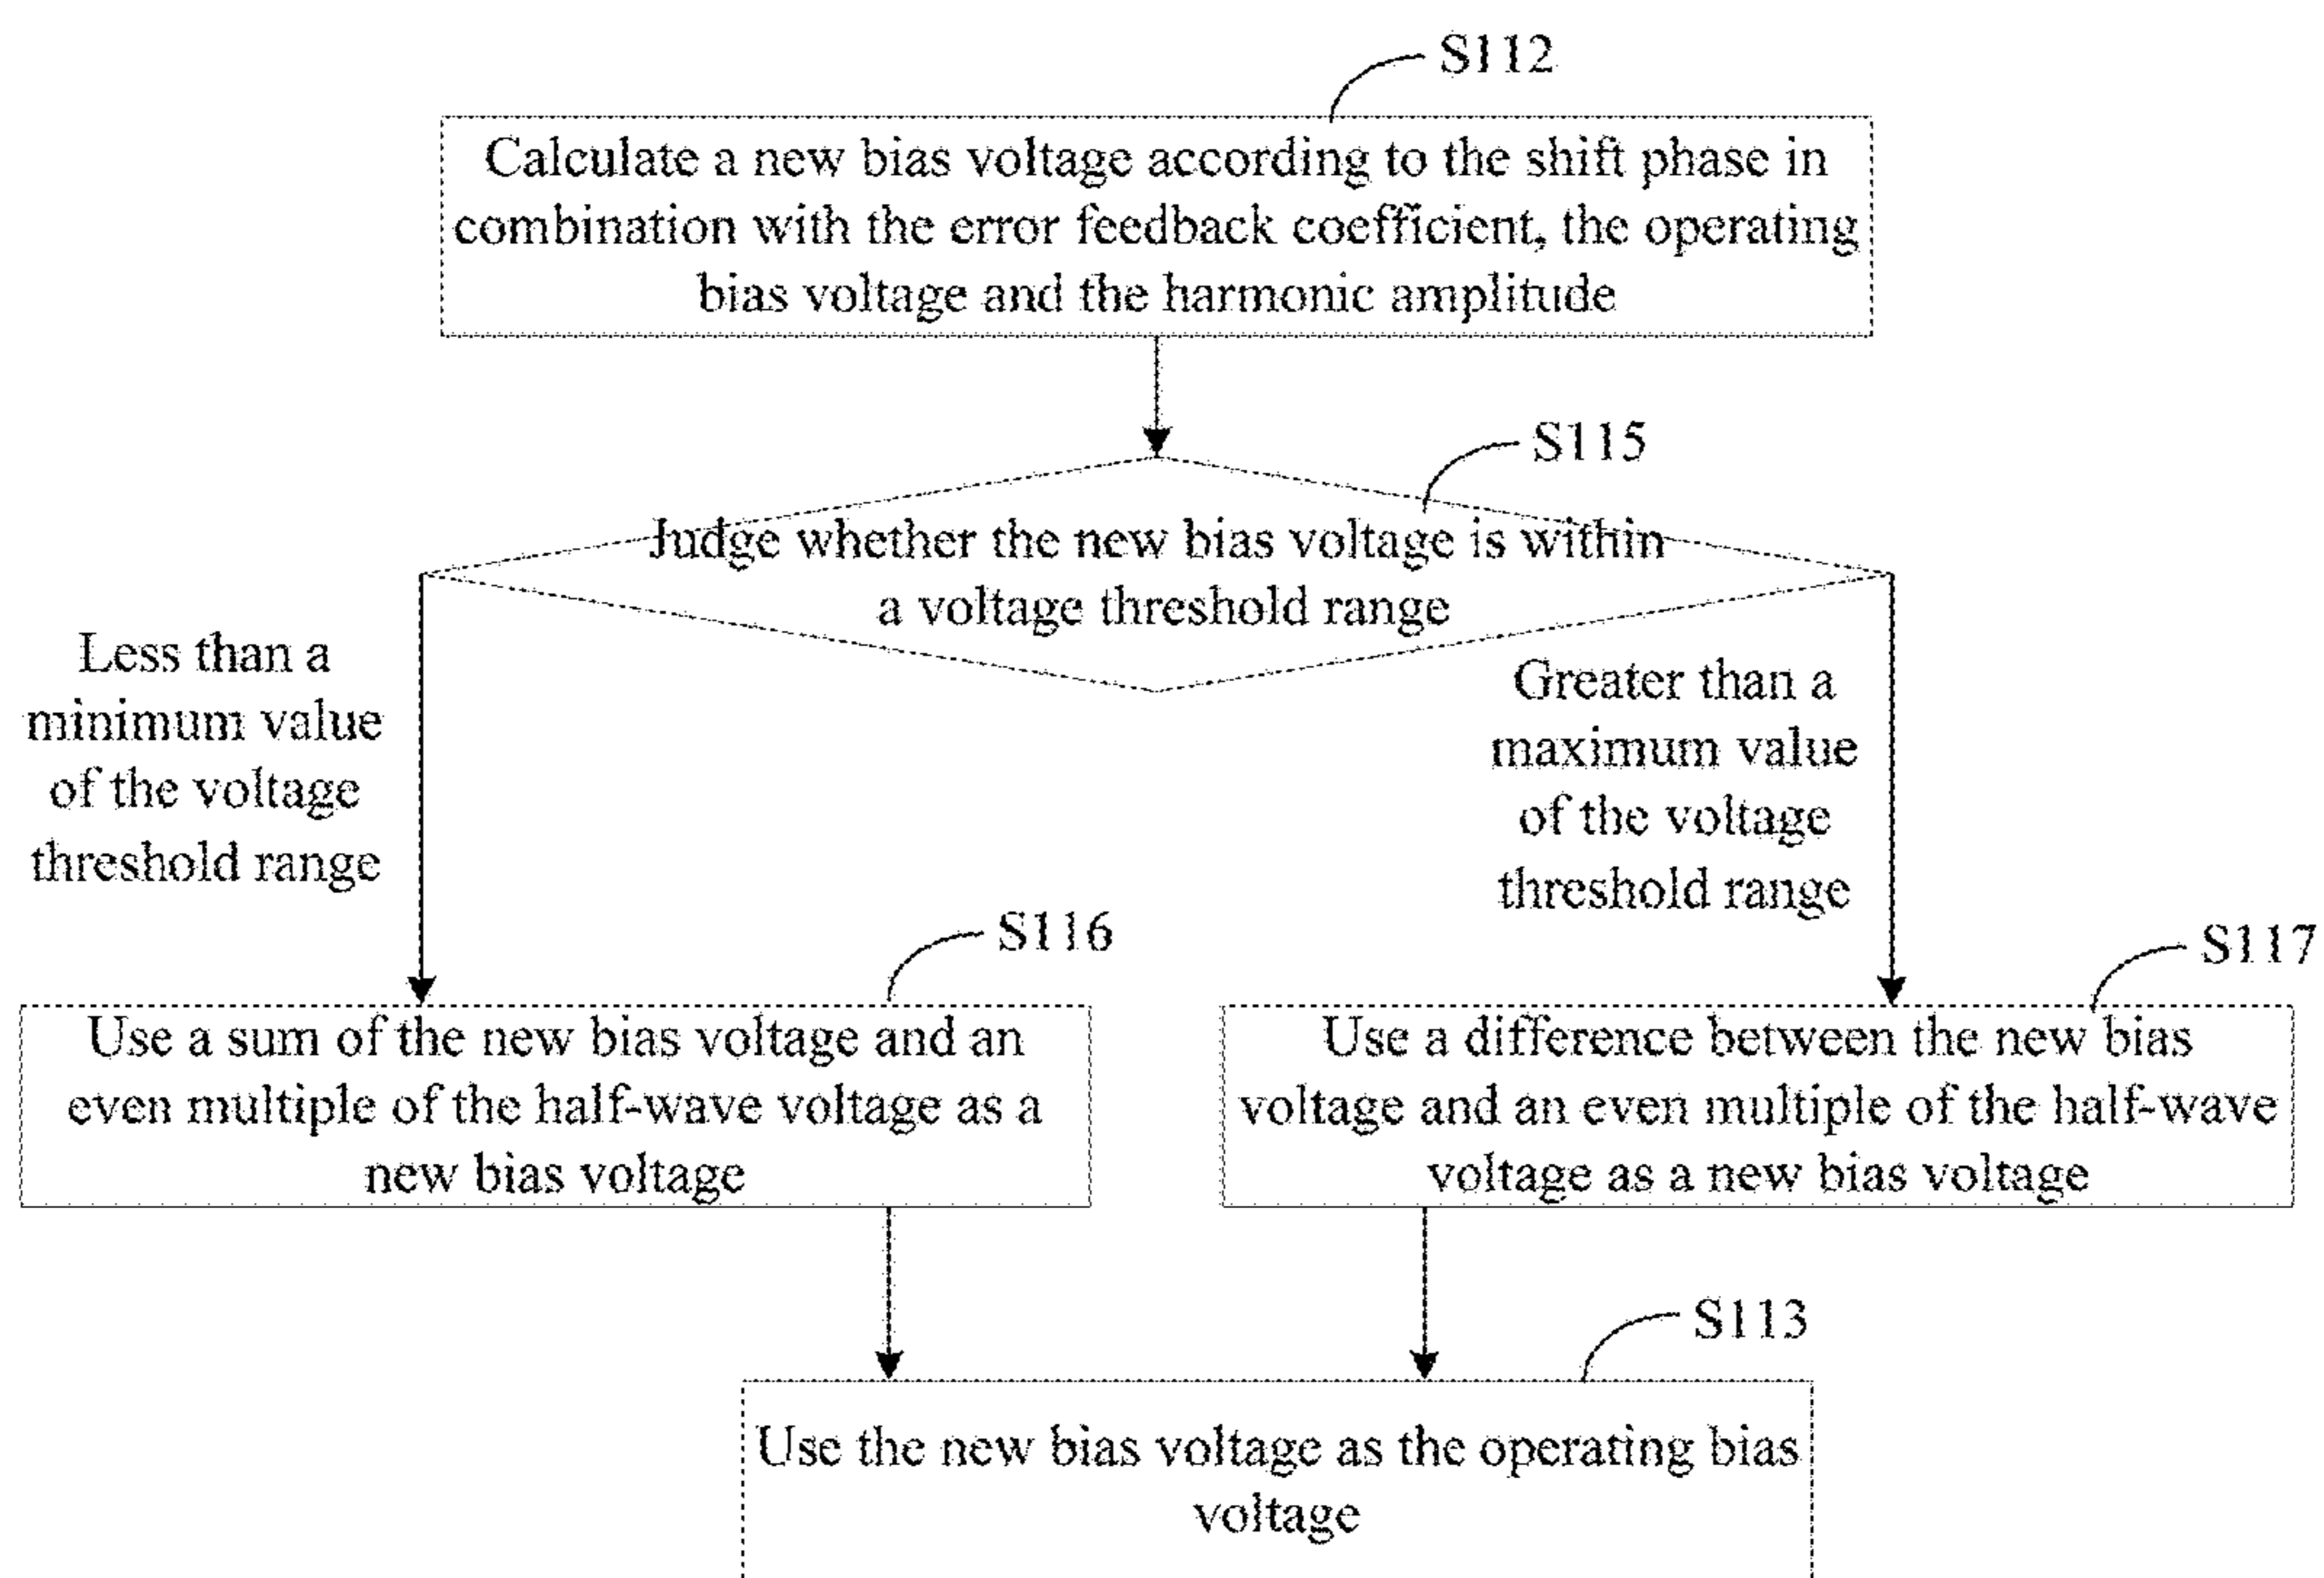 S112
Calculate a new bias voltage according to the shift phase in
combination with the error feedback coefficient, the operating
bias voltage and the harmonic amplitude
S115
Judge whether the new bias voltage is within
a voltage threshold range
Less than a
minimum value
of the voltage
threshold range
Greater than a
maximum value
of the voltage
threshold range
S116
S117
Use a sum of the new bias voltage and an
even multiple of the half-wave voltage as a
new bias voltage
Use a difference between the new bias
voltage and an even multiple of the half-wave
voltage as a new bias voltage
S113
Use the new bias voltage as the operating bias
voltage